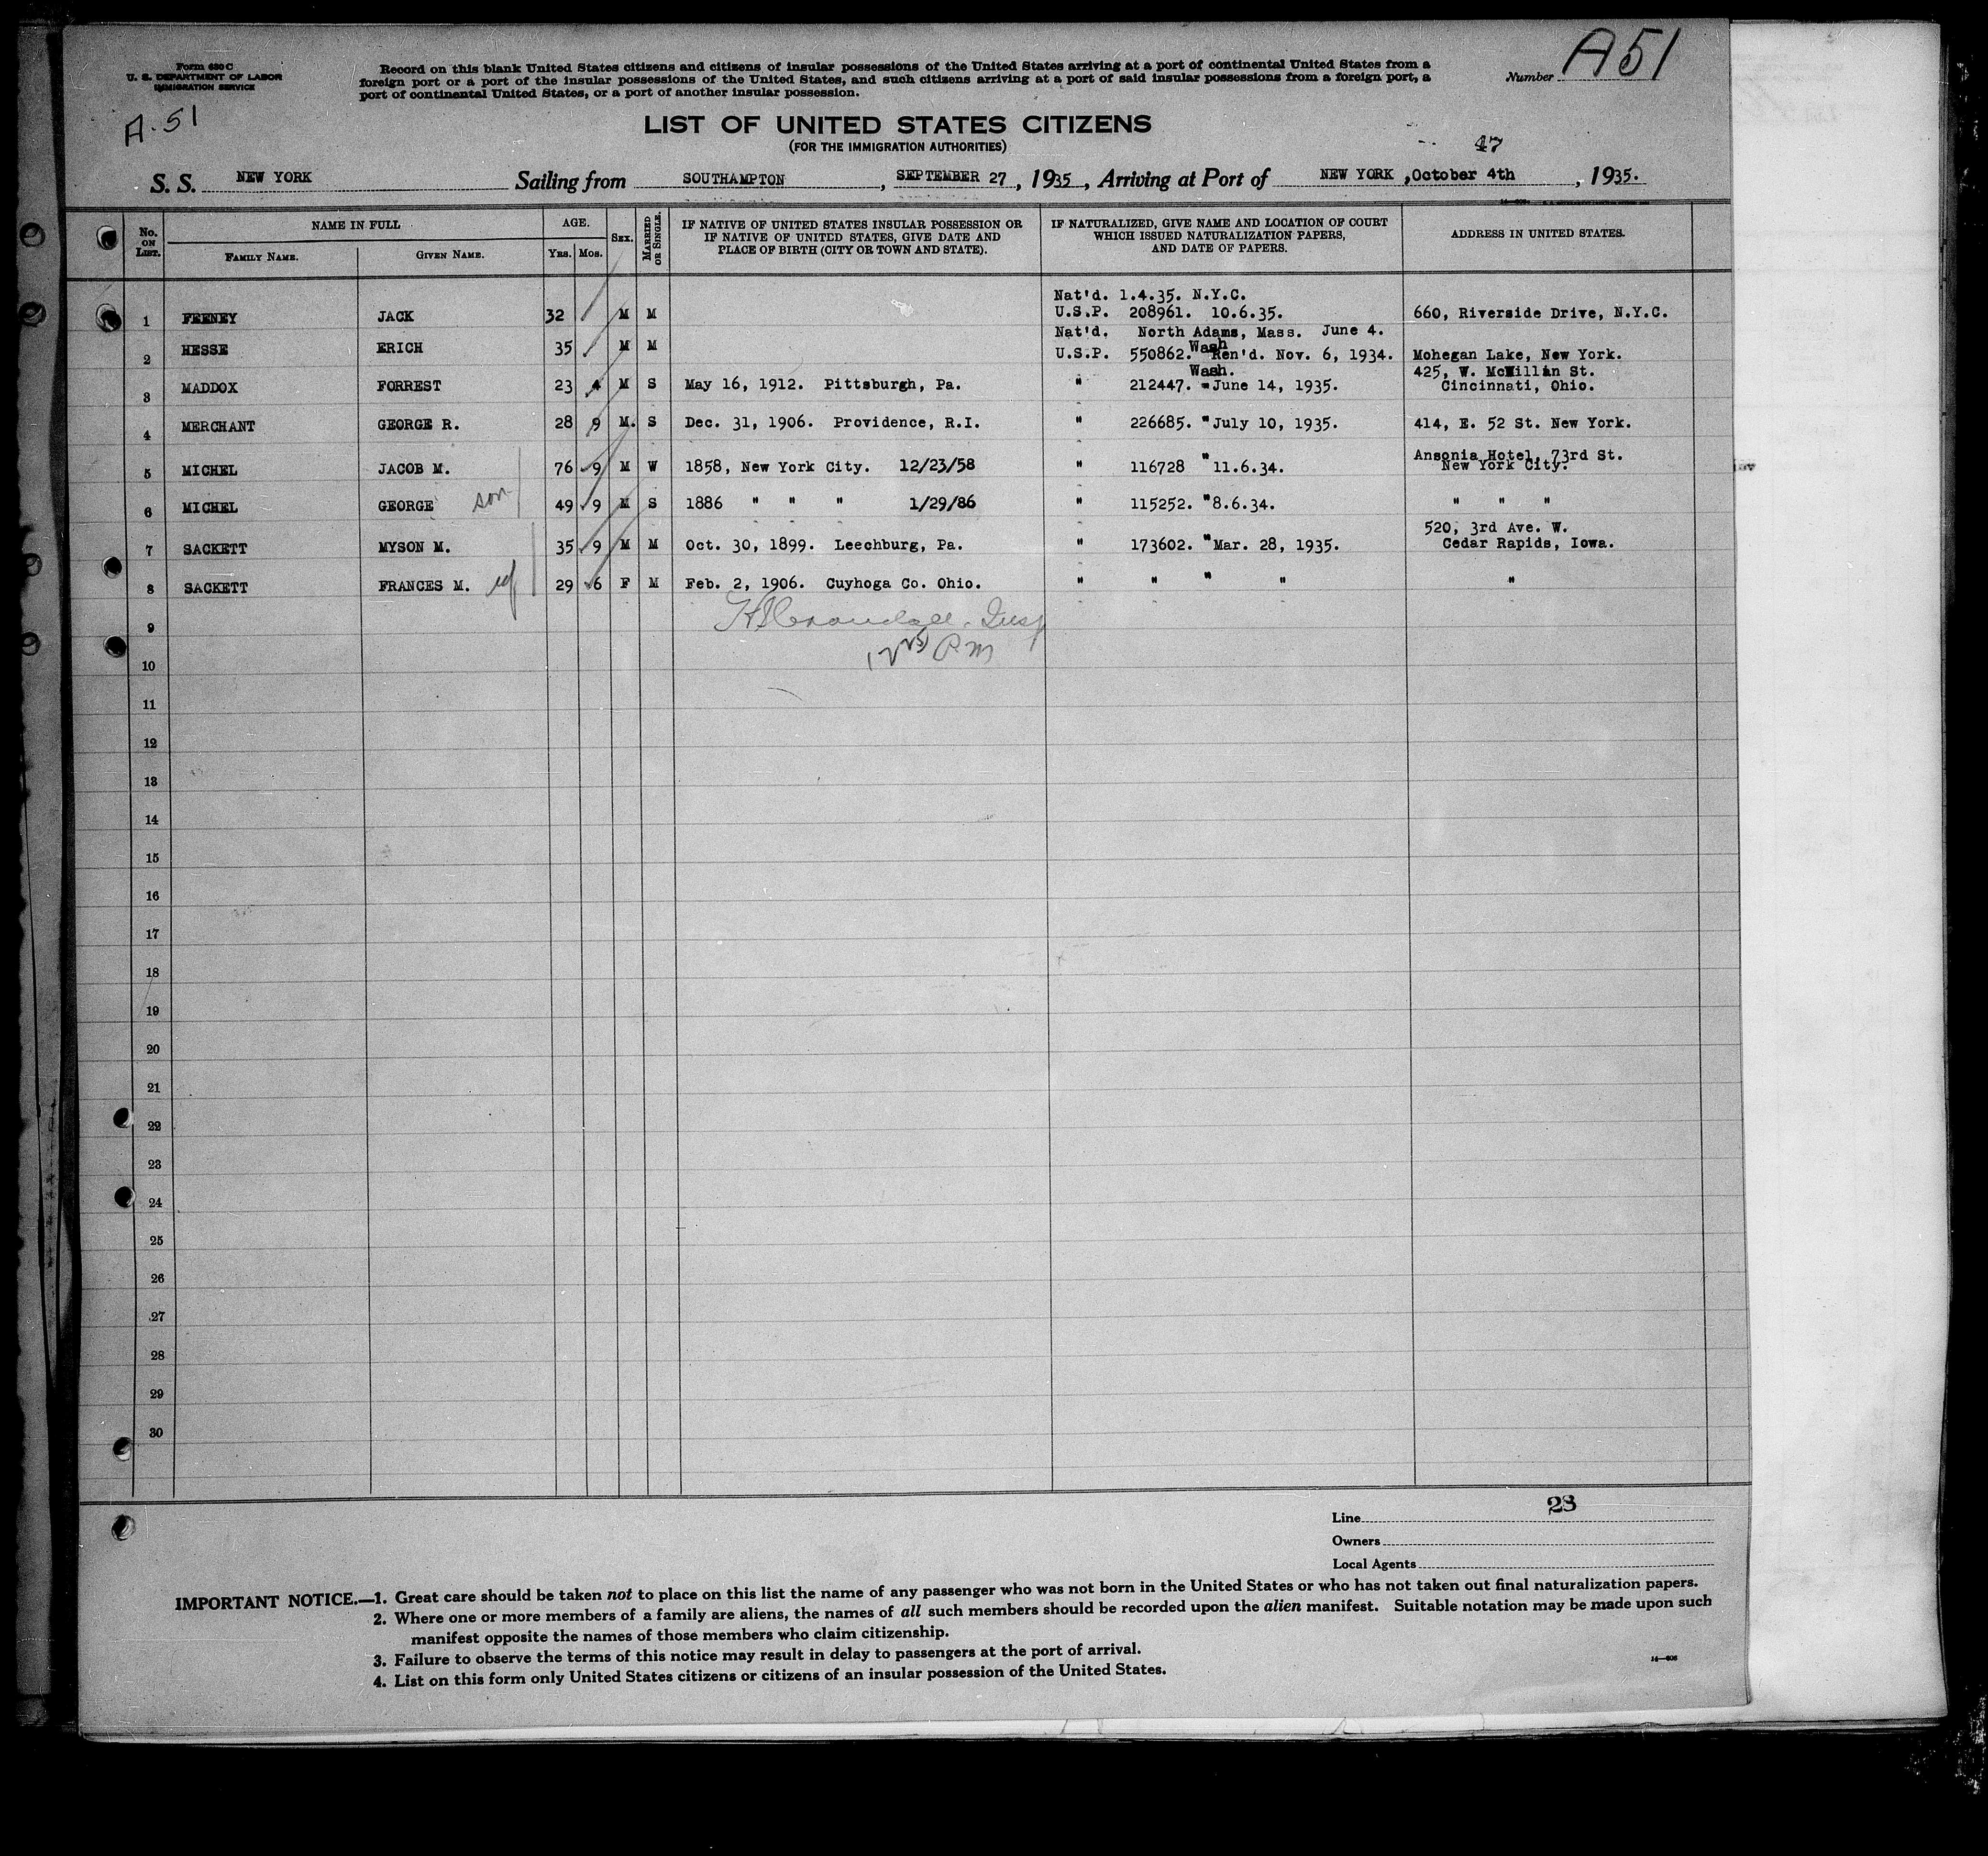 Form 630 C
U. S. DEPARTMENT OF LABOR
IMMIGRATION SERVICE
A-51
Record on this blank United States citizens and citizens of insular possessions of the United States arriving at a port of continental United States from a
foreign port or a port of the insular possessions of the United States, and such citizens arriving at a port of said insular possessions from a foreign port, a
port of continental United States, or a port of another insular possession.
Number A51
LIST OF UNITED STATES CITIZENS
(FOR THE IMMIGRATION AUTHORITIES)
47
S. S. NEW YORK Sailing from SOUTHAMPTON, SEPTEMBER 27, 1935, Arriving at Port of NEW YORK, October 4th, 1935.
No. ON LIST. NAME IN FULL FAMILY NAME. GIVEN NAME. AGE. YRS. MOS. SEX. MARRIED OR SINGLE. IF NATIVE OF UNITED STATES INSULAR POSSESSION OR IF NATIVE OF UNITED STATES, GIVE DATE AND PLACE OF BIRTH (CITY OR TOWN AND STATE). IF NATURALIZED, GIVE NAME AND LOCATION OF COURT WHICH ISSUED NATURALIZATION PAPERS, AND DATE OF PAPERS. ADDRESS IN UNITED STATES.
Nat'd. 1.4.35. N.Y.C.
1 FEENEY JACK 32 M M U.S.P. 208961. 10.6.35. 660, Riverside Drive, N.Y.C.
Nat'd. North Adams, Mass. June 4.
2 HESSE ERICH 35 M M U.S.P. 550862. Wash Ren'd. Nov. 6, 1934. Mohegan Lake, New York.
Wash. 425, W. McMillan St.
3 MADDOX FORREST 23 4 M S May 16, 1912. Pittsburgh, Pa. " 212447. " June 14, 1935. Cincinnati, Ohio.
4 MERCHANT GEORGE R. 28 9 M. S Dec. 31, 1906. Providence, R.I. " 226685. " July 10, 1935. 414, E. 52 St. New York.
Ansonia Hotel, 73rd St.
5 MICHEL JACOB M. 76 9 M W 1858, New York City. 12/23/58 " 116728 " 11.6.34. New York City.
6 MICHEL GEORGE son 49 9 M S 1886 " " " 1/29/86 " 115252. " 8.6.34. " " "
520, 3rd Ave. W.
7 SACKETT MYSON M. 35 9 M M Oct. 30, 1899. Leechburg, Pa. " 173602. " Mar. 28, 1935. Cedar Rapids, Iowa.
8 SACKETT FRANCES M. wf 29 6 F M Feb. 2, 1906. Cuyhoga Co. Ohio. " " " " "
9
Insp
10
PM
11
12
13
14
15
16
17
18
19
20
21
22
23
24
25
26
27
28
29
30
28
Line
Owners
Local Agents
IMPORTANT NOTICE.—1. Great care should be taken not to place on this list the name of any passenger who was not born in the United States or who has not taken out final naturalization papers.
2. Where one or more members of a family are aliens, the names of all such members should be recorded upon the alien manifest. Suitable notation may be made upon such
manifest opposite the names of those members who claim citizenship.
3. Failure to observe the terms of this notice may result in delay to passengers at the port of arrival.
4. List on this form only United States citizens or citizens of an insular possession of the United States.